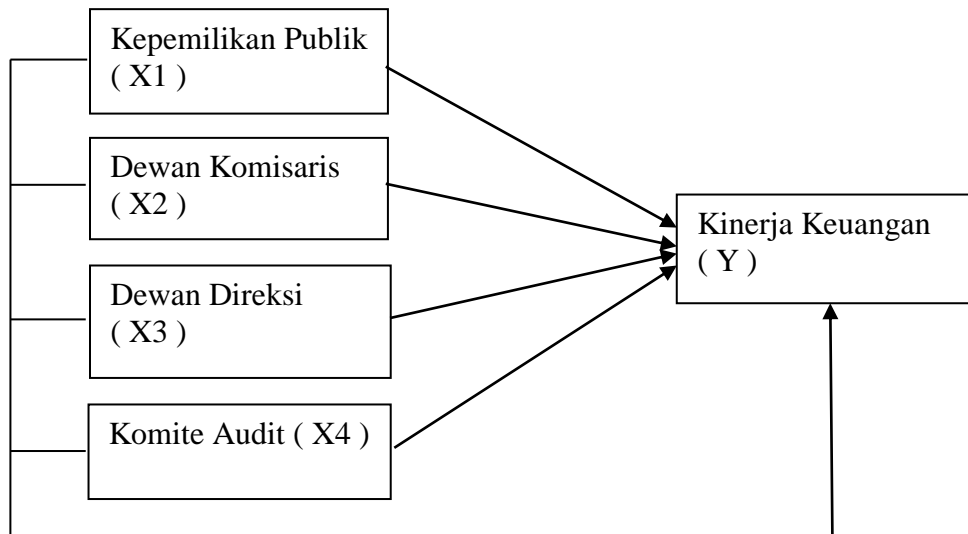 Kepemilikan Publik
( X1 )
Dewan Komisaris
( X2 )
Dewan Direksi
( X3 )
Komite Audit ( X4 )
Kinerja Keuangan
( Y )